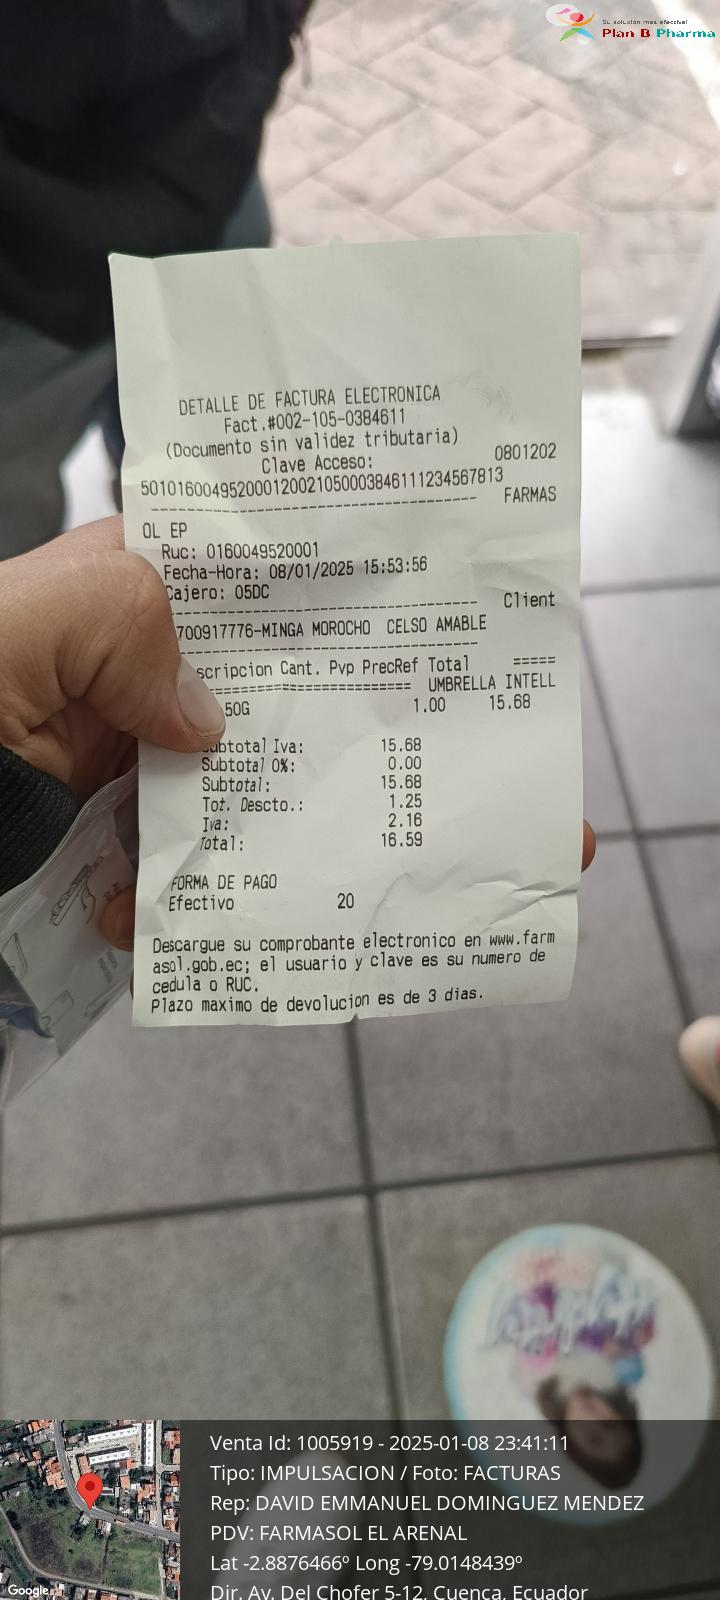 Su solucion mas efectiva!
Plan B Pharma
DETALLE DE FACTURA ELECTRONICA
Fact.#002-105-0384611
(Documento sin validez tributaria)
Clave Acceso: 0801202
501016004952000120021050003846111234567813
FARMAS
OL EP
Ruc: 0160049520001
Fecha-Hora: 08/01/2025 15:53:56
Cajero: 05DC
Client
700917776-MINGA MOROCHO CELSO AMABLE
scripcion Cant. Pvp PrecRef Total =====
================== UMBRELLA INTELL
50G 1.00 15.68
ubtotal Iva: 15.68
Subtotal 0%: 0.00
Subtotal: 15.68
Tot. Descto.: 1.25
Iva: 2.16
Total: 16.59
FORMA DE PAGO
Efectivo 20
Descargue su comprobante electronico en www.farm
asol.gob.ec; el usuario y clave es su numero de
cedula o RUC.
Plazo maximo de devolucion es de 3 dias.
Venta Id: 1005919 - 2025-01-08 23:41:11
Tipo: IMPULSACION / Foto: FACTURAS
Rep: DAVID EMMANUEL DOMINGUEZ MENDEZ
PDV: FARMASOL EL ARENAL
Lat -2.8876466º Long -79.0148439º
Dir. Av. Del Chofer 5-12, Cuenca, Ecuador
Google